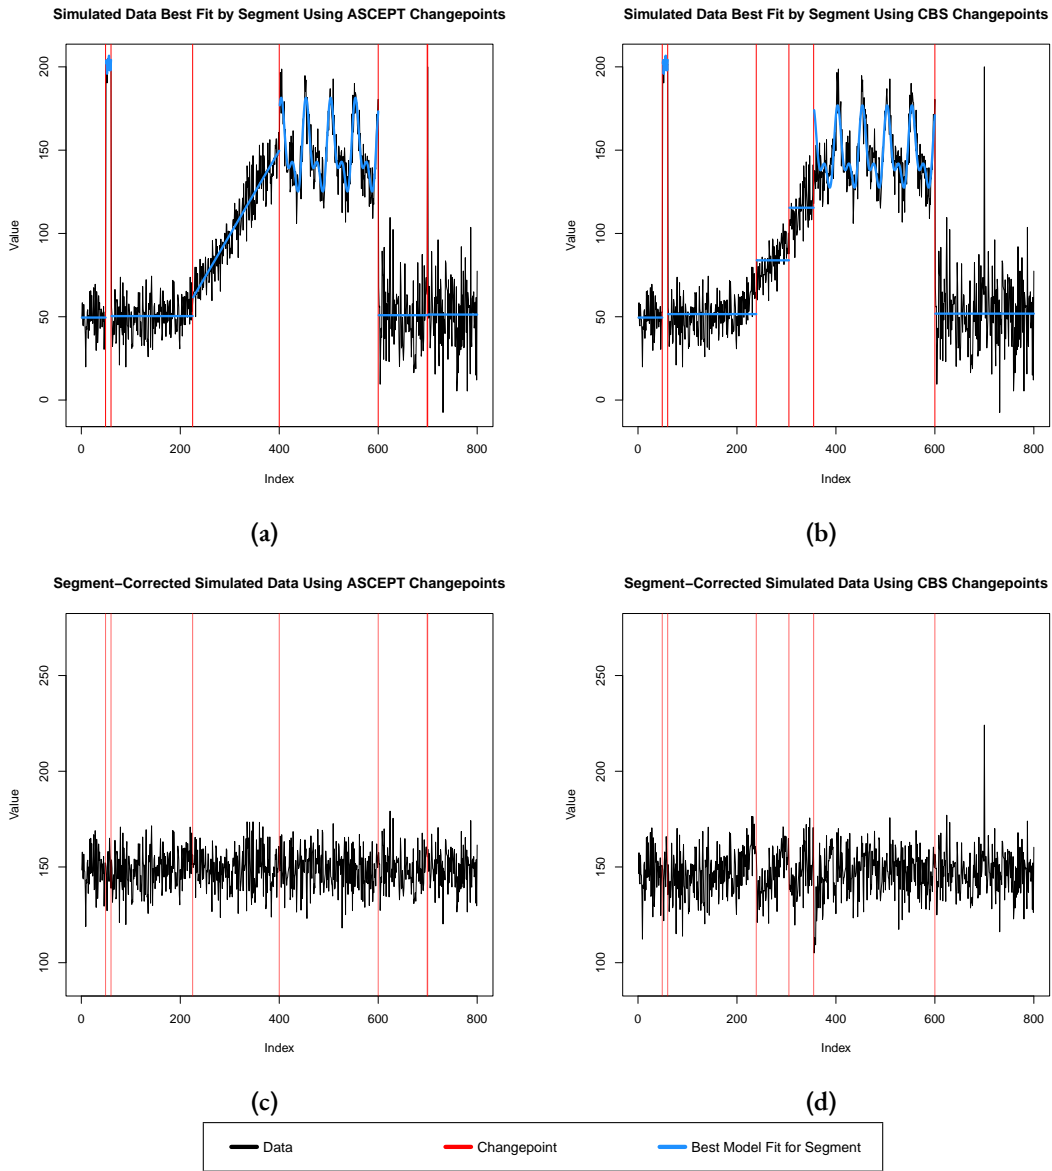 Simulated Data Best Fit by Segment Using ASCEPT Changepoints
Value
200
150
100
50
0
0 200 400 600 800
Index
(a)
Simulated Data Best Fit by Segment Using CBS Changepoints
Value
200
150
100
50
0
0 200 400 600 800
Index
(b)
Segment−Corrected Simulated Data Using ASCEPT Changepoints
Value
250
200
150
100
0 200 400 600 800
Index
(c)
Segment−Corrected Simulated Data Using CBS Changepoints
Value
250
200
150
100
0 200 400 600 800
Index
(d)
Data Changepoint Best Model Fit for Segment